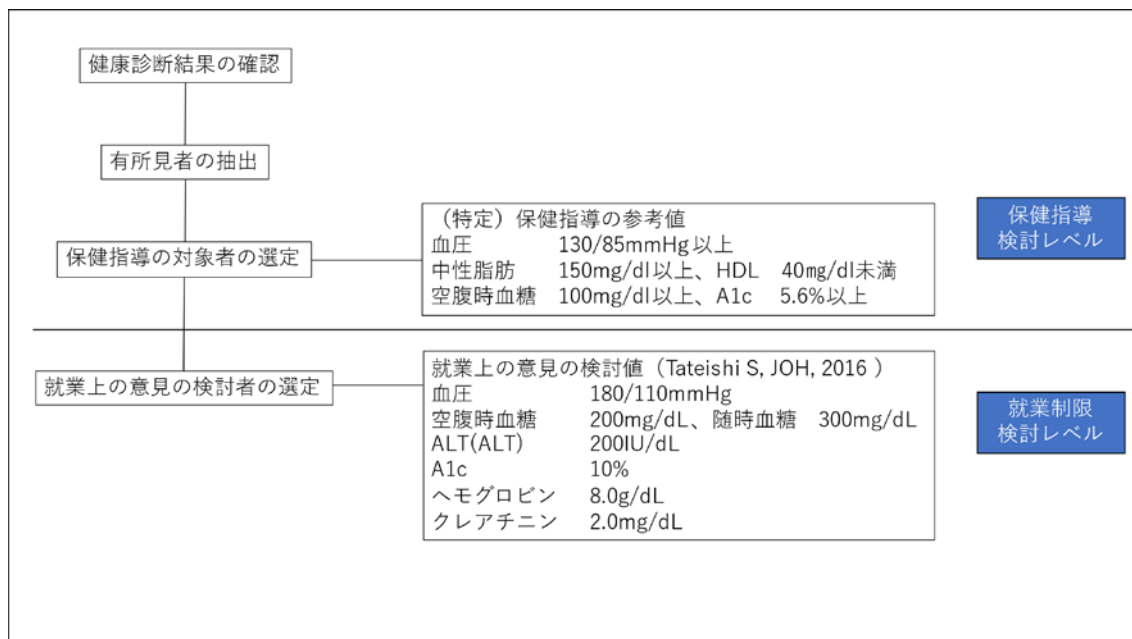 健康診断結果の確認
有所見者の抽出
保健指導の対象者の選定
（特定）保健指導の参考値
血圧　130/85mmHg以上
中性脂肪　150mg/dl以上、HDL　40mg/dl未満
空腹時血糖　100mg/dl以上、A1c　5.6%以上
保健指導
検討レベル
就業上の意見の検討者の選定
就業上の意見の検討値（Tateishi S, JOH, 2016 ）
血圧　180/110mmHg
空腹時血糖　200mg/dL、随時血糖　300mg/dL
ALT(ALT)　200IU/dL
A1c　10%
ヘモグロビン　8.0g/dL
クレアチニン　2.0mg/dL
就業制限
検討レベル